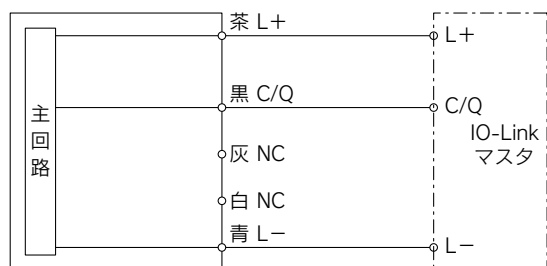 茶 L+
L+
黒 C/Q
C/Q
主回路
IO-Link
マスタ
灰 NC
白 NC
青 L−
L−